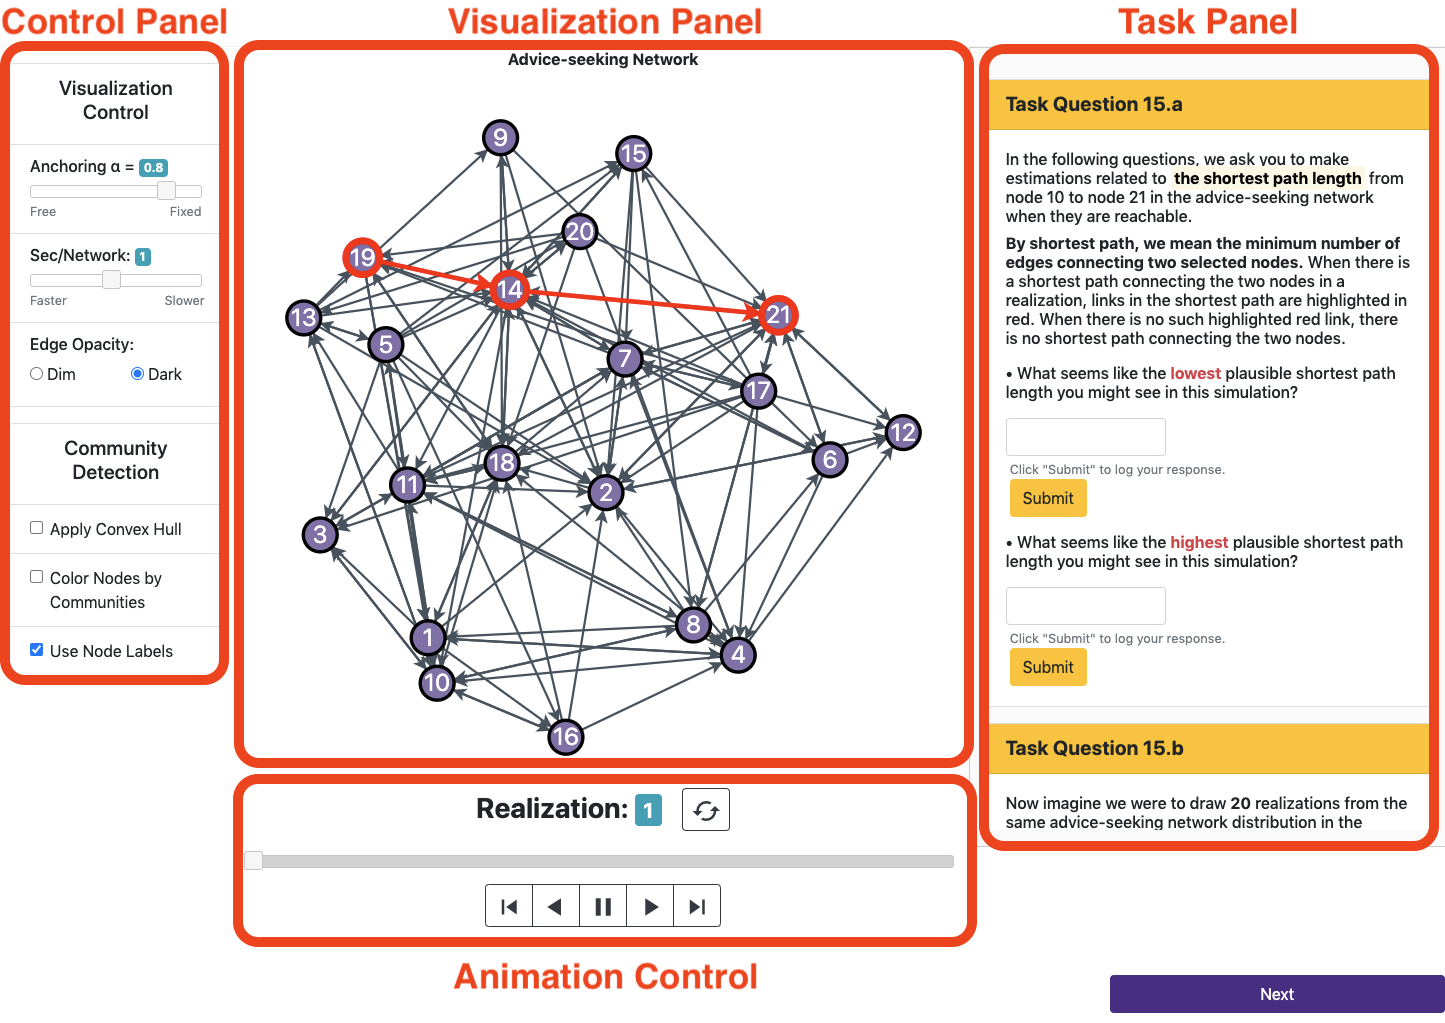 Control Panel
Visualization Panel
Task Panel
Visualization
Control
Anchoring α = 0.8
Free Fixed
Sec/Network: 1
Faster Slower
Edge Opacity:
Dim Dark
Community
Detection
Apply Convex Hull
Color Nodes by
Communities
Use Node Labels
Advice-seeking Network
9
15
20
19
14
21
13
5
7
17
12
6
18
11
2
3
8
1
4
10
16
Realization: 1
Animation Control
Task Question 15.a
In the following questions, we ask you to make
estimations related to the shortest path length from
node 10 to node 21 in the advice-seeking network
when they are reachable.
By shortest path, we mean the minimum number of
edges connecting two selected nodes. When there is
a shortest path connecting the two nodes in a
realization, links in the shortest path are highlighted in
red. When there is no such highlighted red link, there
is no shortest path connecting the two nodes.
• What seems like the lowest plausible shortest path
length you might see in this simulation?
Click "Submit" to log your response.
Submit
• What seems like the highest plausible shortest path
length you might see in this simulation?
Click "Submit" to log your response.
Submit
Task Question 15.b
Now imagine we were to draw 20 realizations from the
same advice-seeking network distribution in the
Next